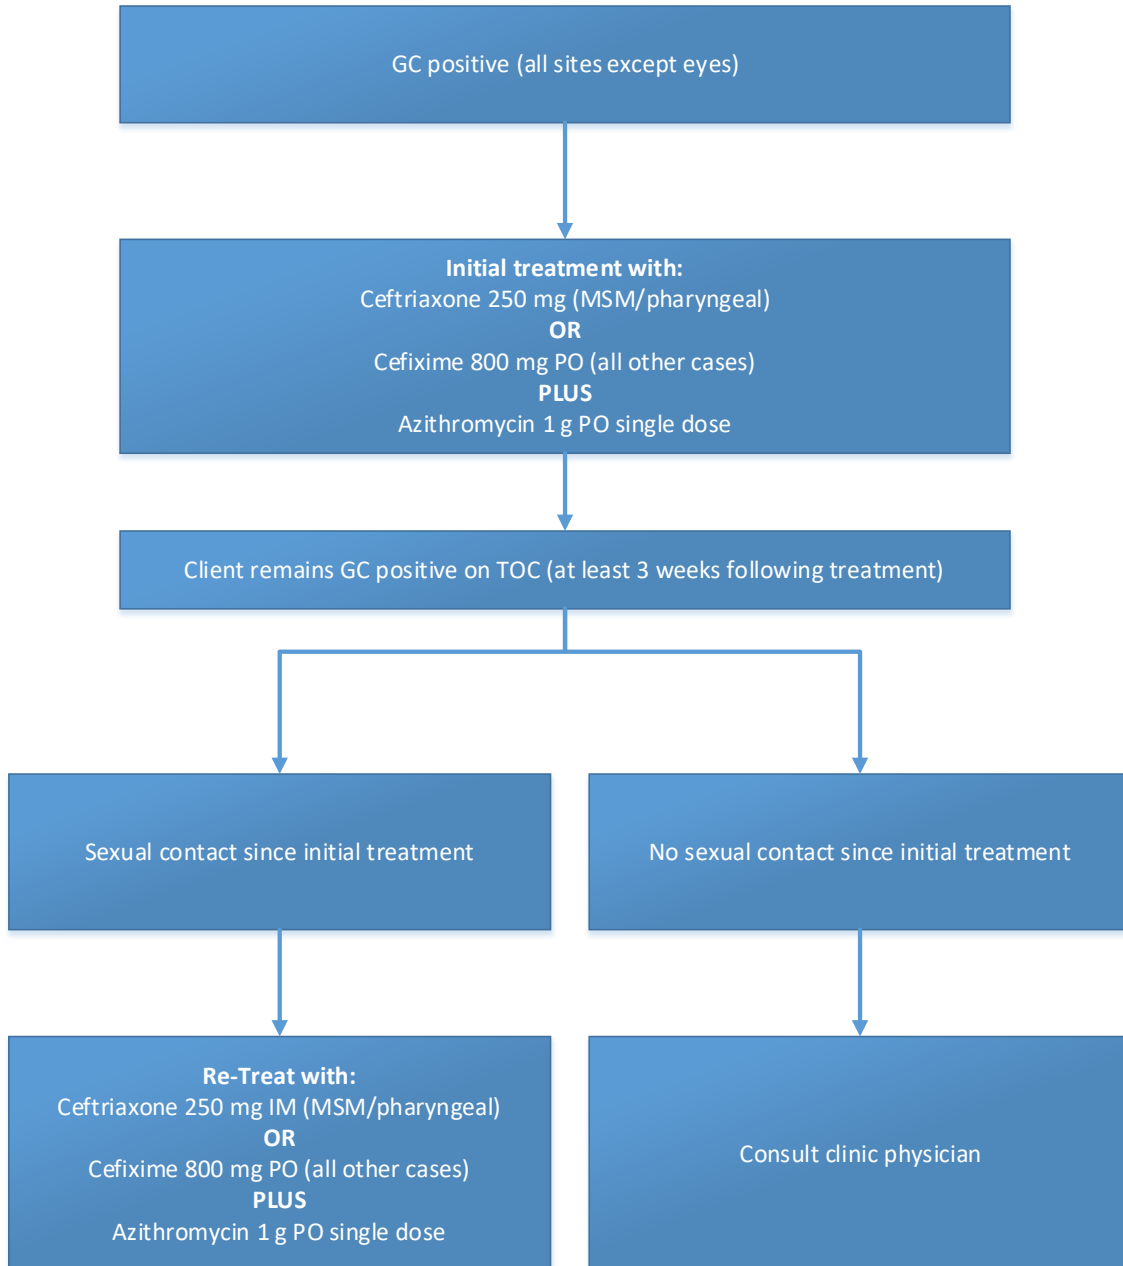 GC positive (all sites except eyes)
Initial treatment with:
Ceftriaxone 250 mg (MSM/pharyngeal)
OR
Cefixime 800 mg PO (all other cases)
PLUS
Azithromycin 1 g PO single dose
Client remains GC positive on TOC (at least 3 weeks following treatment)
Sexual contact since initial treatment
No sexual contact since initial treatment
Re-Treat with:
Ceftriaxone 250 mg IM (MSM/pharyngeal)
OR
Cefixime 800 mg PO (all other cases)
PLUS
Azithromycin 1 g PO single dose
Consult clinic physician